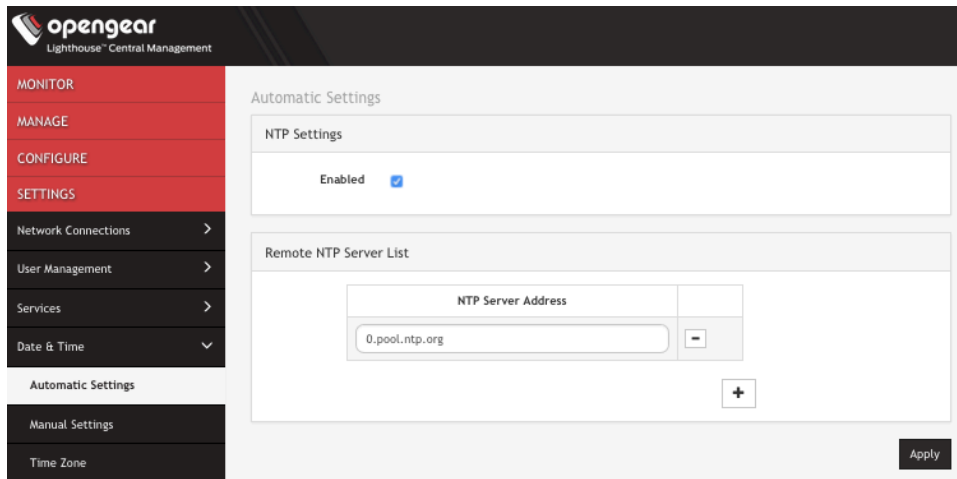 opengear
Lighthouse™ Central Management
MONITOR
MANAGE
CONFIGURE
SETTINGS
Network Connections
User Management
Services
Date & Time
Automatic Settings
Manual Settings
Time Zone
Automatic Settings
NTP Settings
Enabled
Remote NTP Server List
NTP Server Address
0.pool.ntp.org
Apply